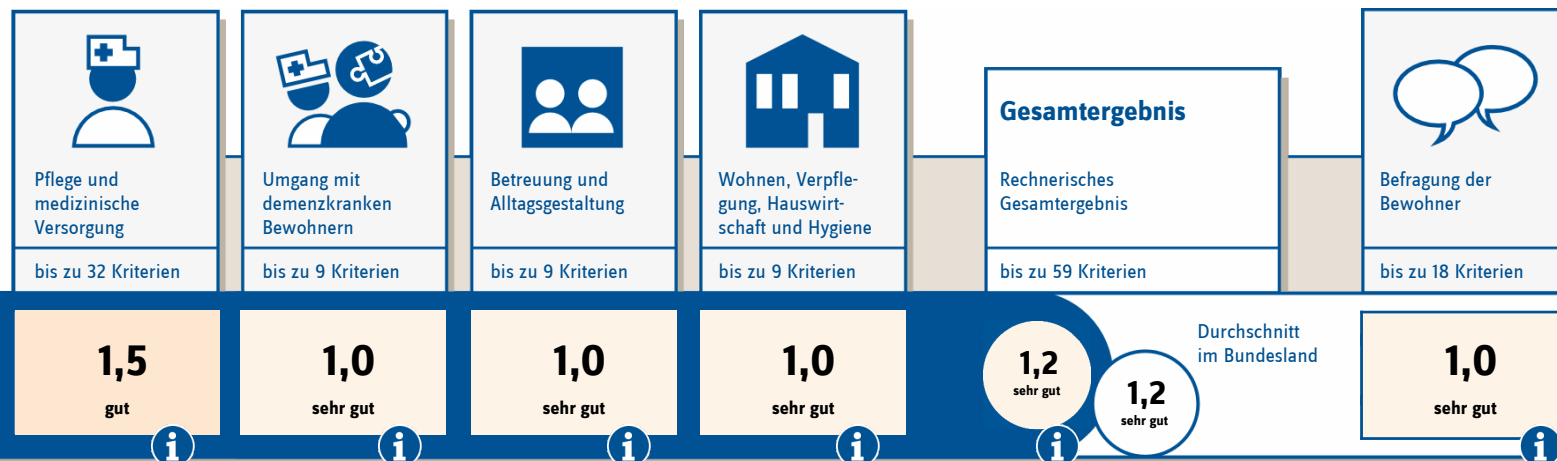 Pflege und
medizinische
Versorgung
bis zu 32 Kriterien
1,5
gut
i
Umgang mit
demenzkranken
Bewohnern
bis zu 9 Kriterien
1,0
sehr gut
i
Betreuung und
Alltagsgestaltung
bis zu 9 Kriterien
1,0
sehr gut
i
Wohnen, Verpfle-
gung, Hauswirt-
schaft und Hygiene
bis zu 9 Kriterien
1,0
sehr gut
i
Gesamtergebnis
Rechnerisches
Gesamtergebnis
bis zu 59 Kriterien
1,2
sehr gut
i
Durchschnitt
im Bundesland
1,2
sehr gut
Befragung der
Bewohner
bis zu 18 Kriterien
1,0
sehr gut
i